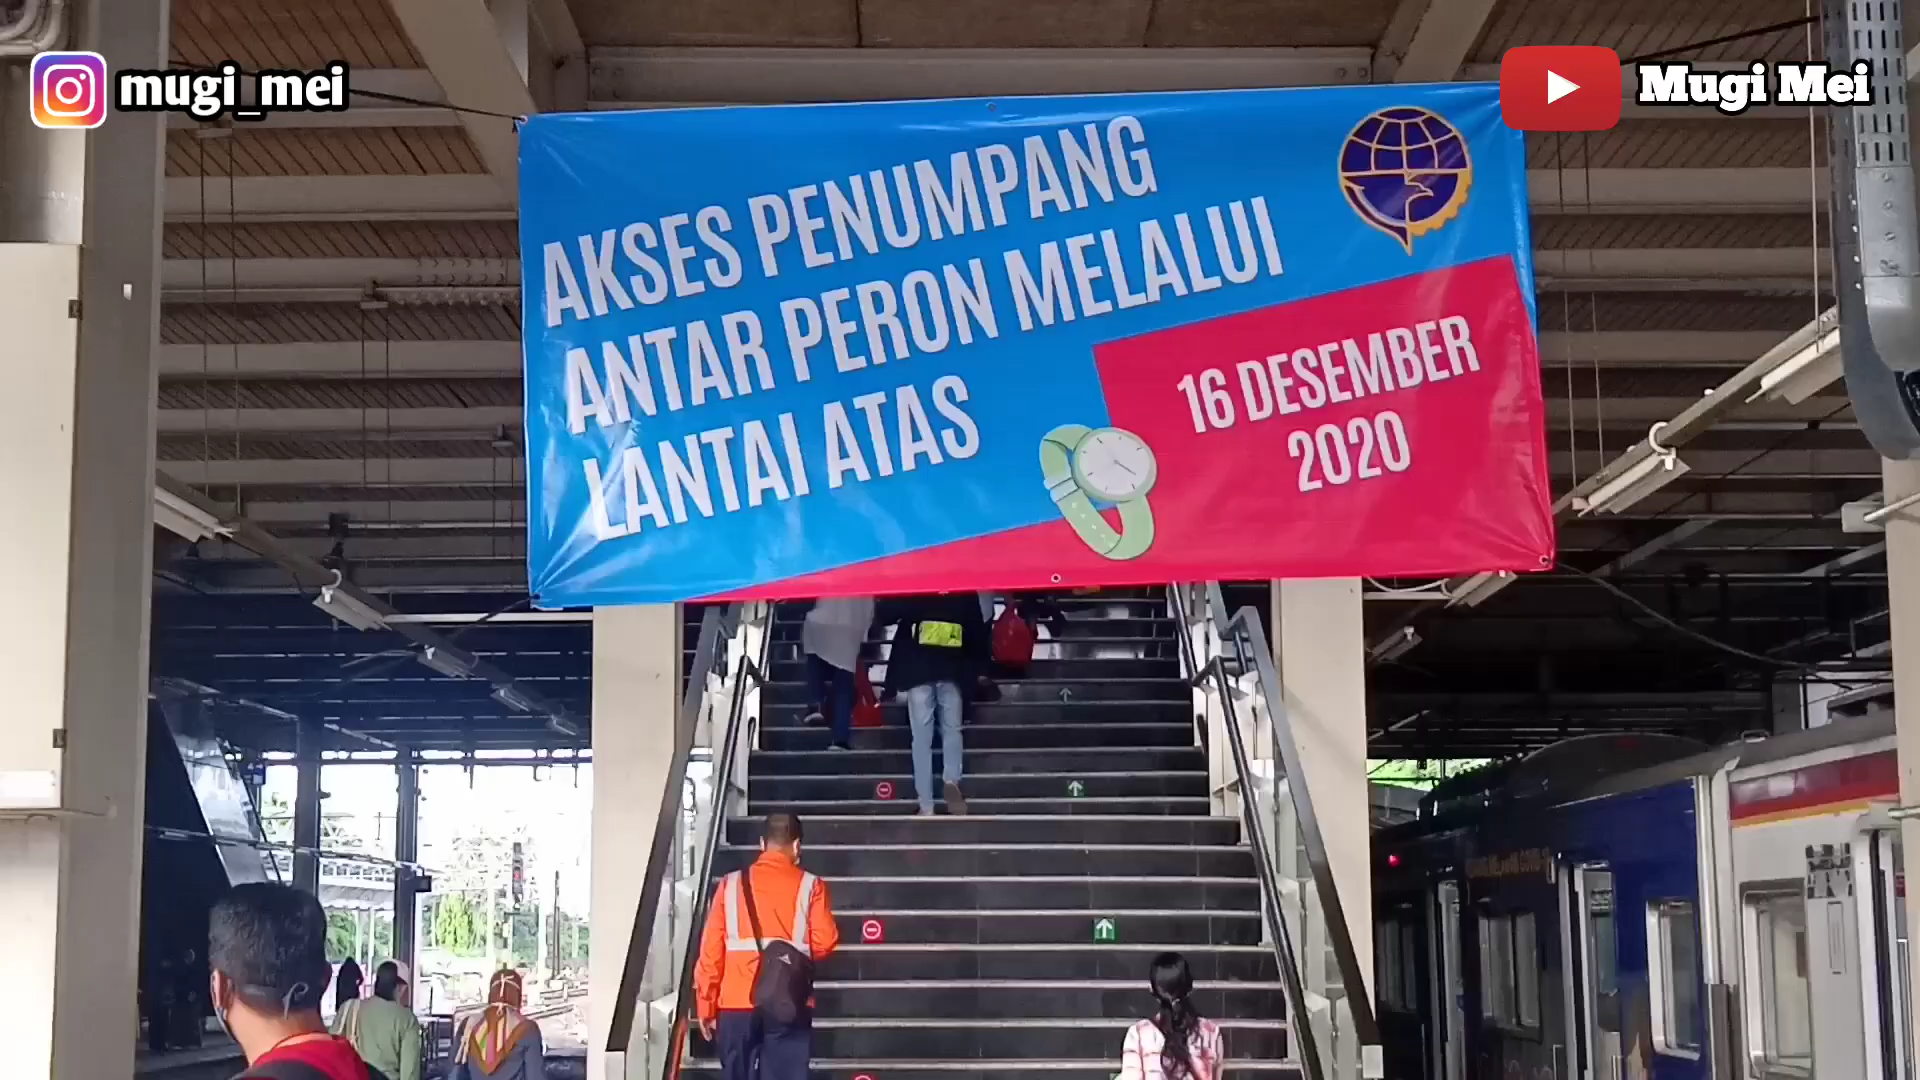 mugi_mei
Mugi Mei
AKSES PENUMPANG
ANTAR PERON MELALUI
LANTAI ATAS
16 DESEMBER
2020